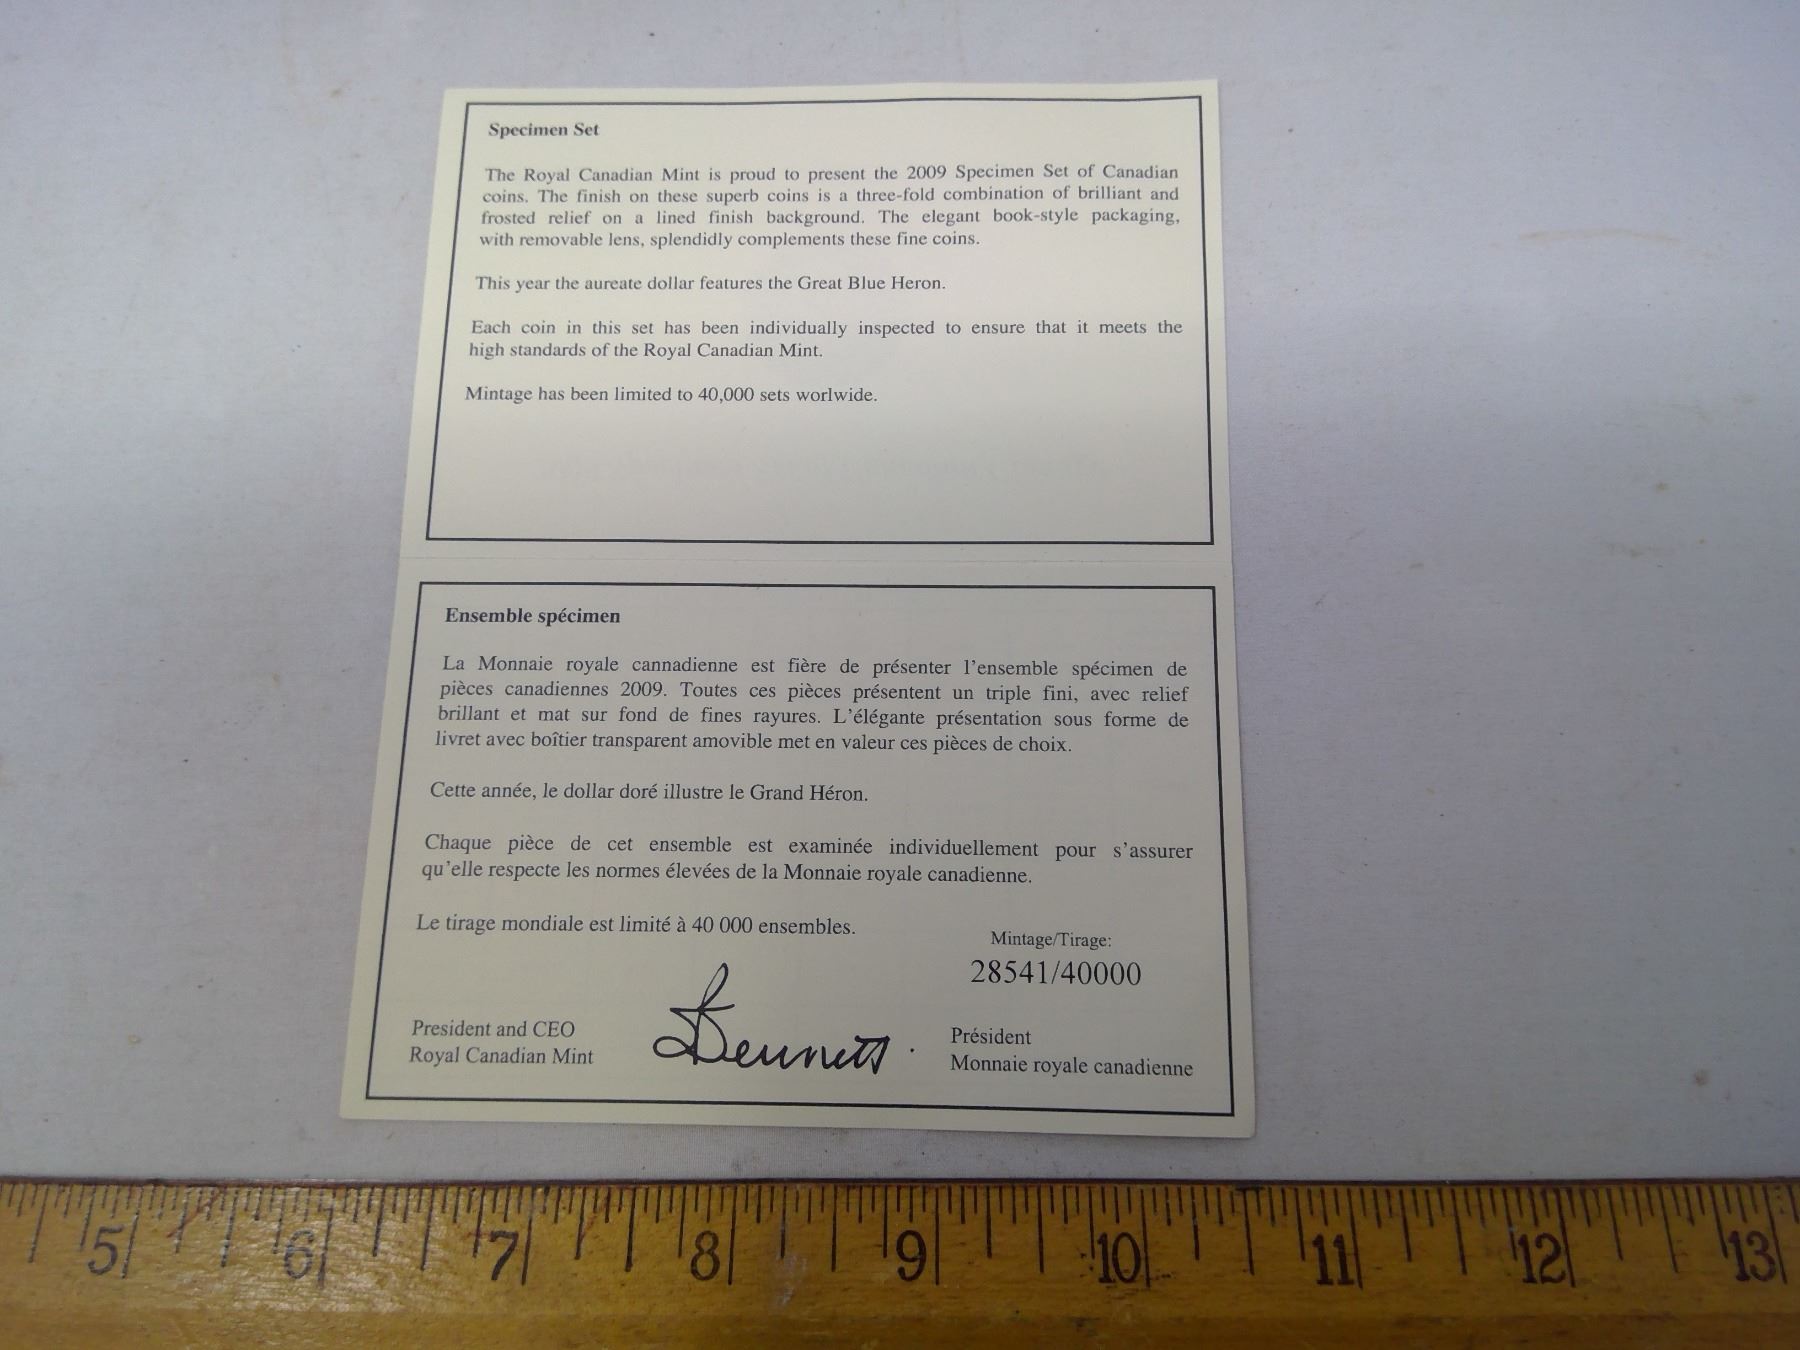 Specimen Set
The Royal Canadian Mint is proud to present the 2009 Specimen Set of Canadian
coins. The finish on these superb coins is a three-fold combination of brilliant and
frosted relief on a lined finish background. The elegant book-style packaging,
with removable lens, splendidly complements these fine coins.
This year the aureate dollar features the Great Blue Heron.
Each coin in this set has been individually inspected to ensure that it meets the
high standards of the Royal Canadian Mint.
Mintage has been limited to 40,000 sets worlwide.
Ensemble spécimen
La Monnaie royale cannadienne est fière de présenter l'ensemble spécimen de
pièces canadiennes 2009. Toutes ces pièces présentent un triple fini, avec relief
brillant et mat sur fond de fines rayures. L'élégante présentation sous forme de
livret avec boîtier transparent amovible met en valeur ces pièces de choix.
Cette année, le dollar doré illustre le Grand Héron.
Chaque pièce de cet ensemble est examinée individuellement pour s'assurer
qu'elle respecte les normes élevées de la Monnaie royale canadienne.
Le tirage mondiale est limité à 40 000 ensembles.
Mintage/Tirage:
28541/40000
President and CEO
Royal Canadian Mint
Bennett
Président
Monnaie royale canadienne
5 6 7 8 9 10 11 12 13